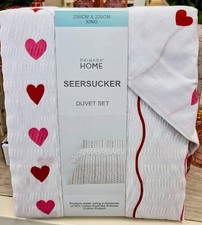 230CM X 220CM
KING
PRIMARK
HOME
SEERSUCKER
DUVET SET